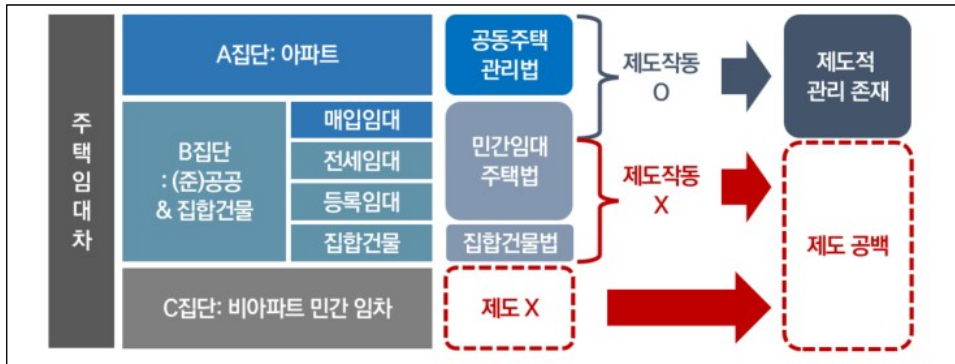 주
택
임
대
차
A집단: 아파트
공동주택
관리법
제도작동
O
제도적
관리 존재
B집단
: (준)공공
& 집합건물
매입임대
전세임대
등록임대
집합건물
민간임대
주택법
집합건물법
제도작동
X
제도 공백
C집단: 비아파트 민간 임차
제도 X